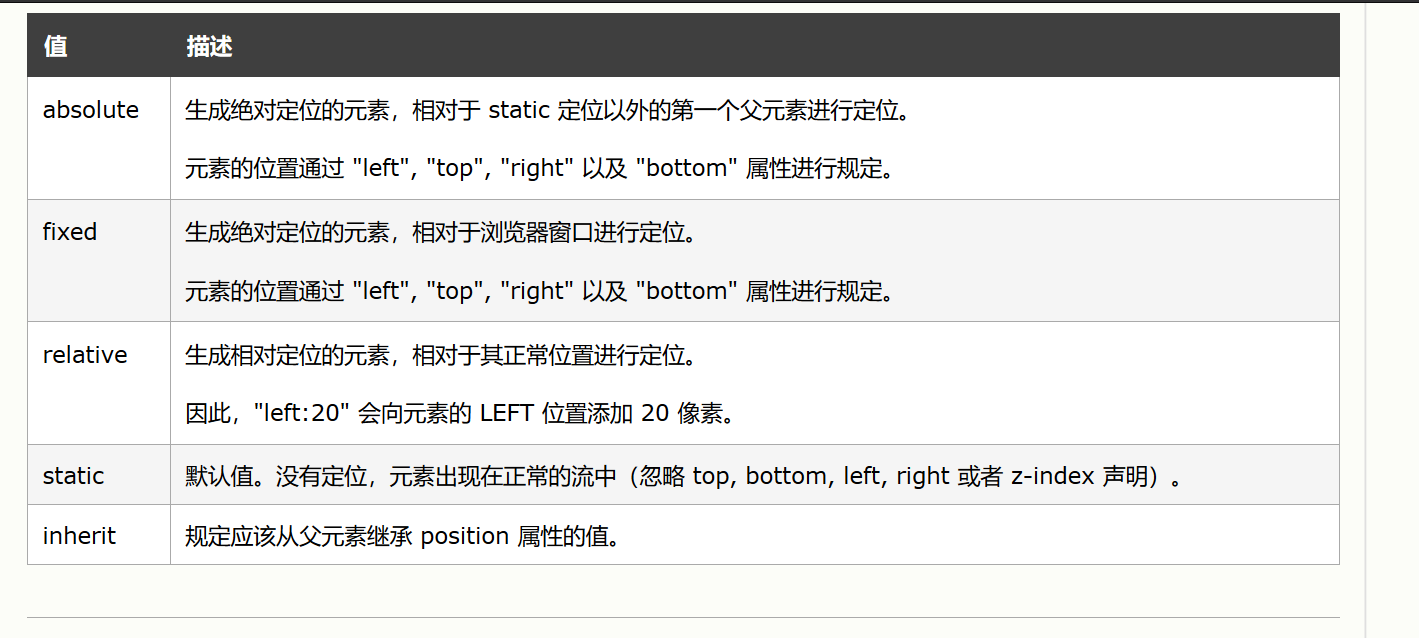 值 描述
absolute 生成绝对定位的元素，相对于 static 定位以外的第一个父元素进行定位。
元素的位置通过 "left", "top", "right" 以及 "bottom" 属性进行规定。
fixed 生成绝对定位的元素，相对于浏览器窗口进行定位。
元素的位置通过 "left", "top", "right" 以及 "bottom" 属性进行规定。
relative 生成相对定位的元素，相对于其正常位置进行定位。
因此，"left:20" 会向元素的 LEFT 位置添加 20 像素。
static 默认值。没有定位，元素出现在正常的流中（忽略 top, bottom, left, right 或者 z-index 声明）。
inherit 规定应该从父元素继承 position 属性的值。